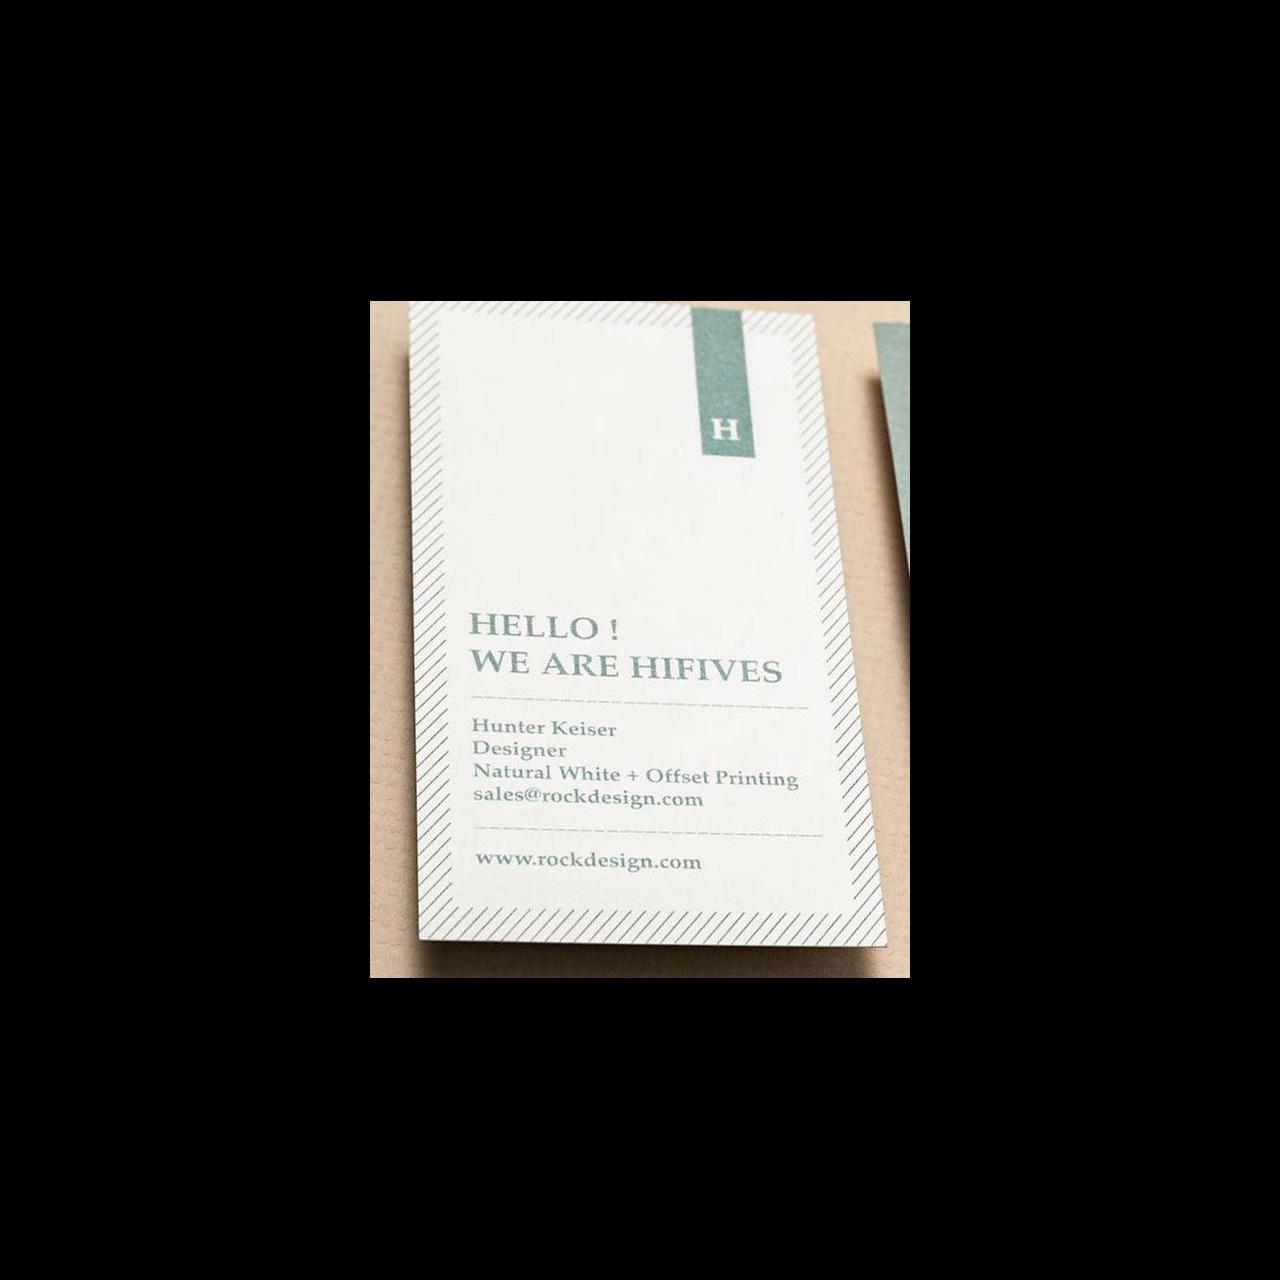 H
HELLO !
WE ARE HIFIVES
Hunter Keiser
Designer
Natural White + Offset Printing
sales@rockdesign.com
www.rockdesign.com